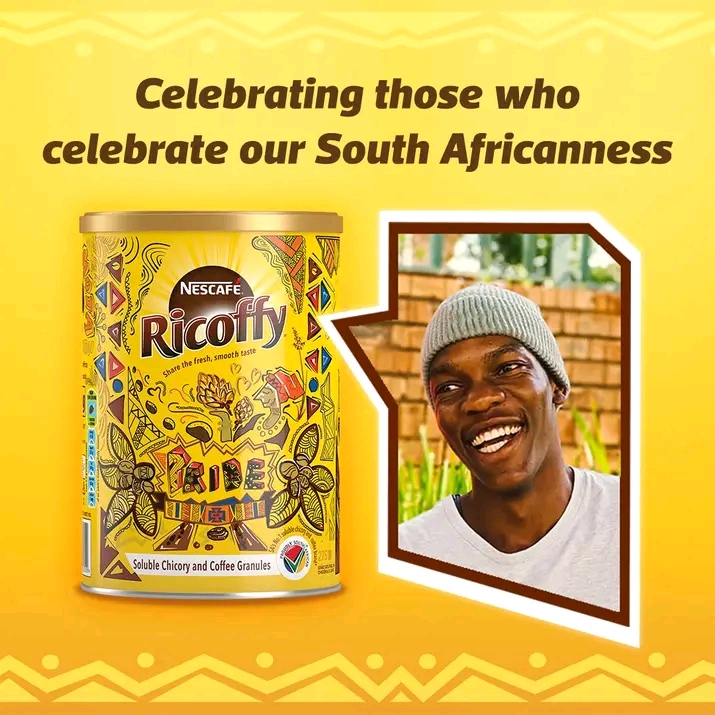 Celebrating those who
celebrate our South Africanness
NESCAFÉ
Ricoffy
Share the fresh, smooth taste
PRIDE
Soluble Chicory and Coffee Granules